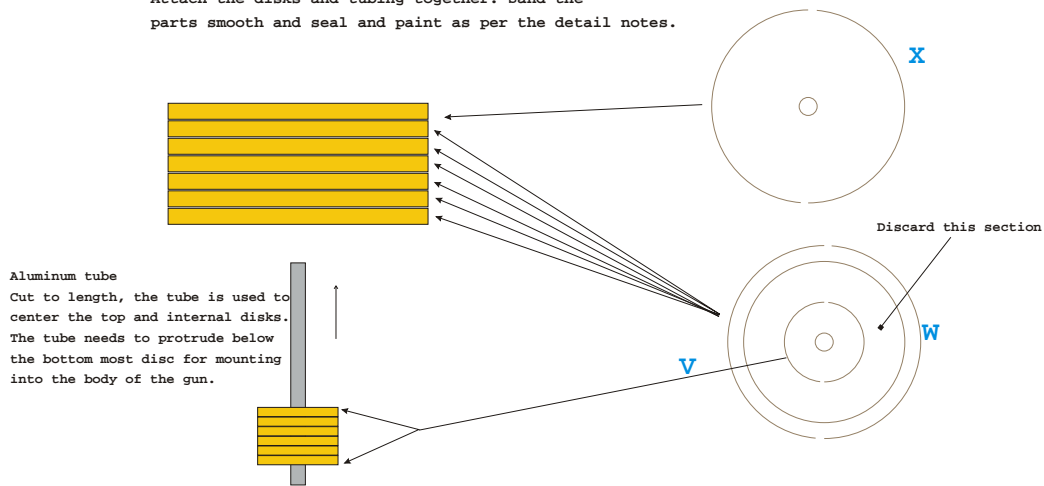 Attach the disks and tubing together. Sand the
parts smooth and seal and paint as per the detail notes.
X
Discard this section
Aluminum tube
Cut to length, the tube is used to
center the top and internal disks.
The tube needs to protrude below
the bottom most disc for mounting
into the body of the gun.
W
V